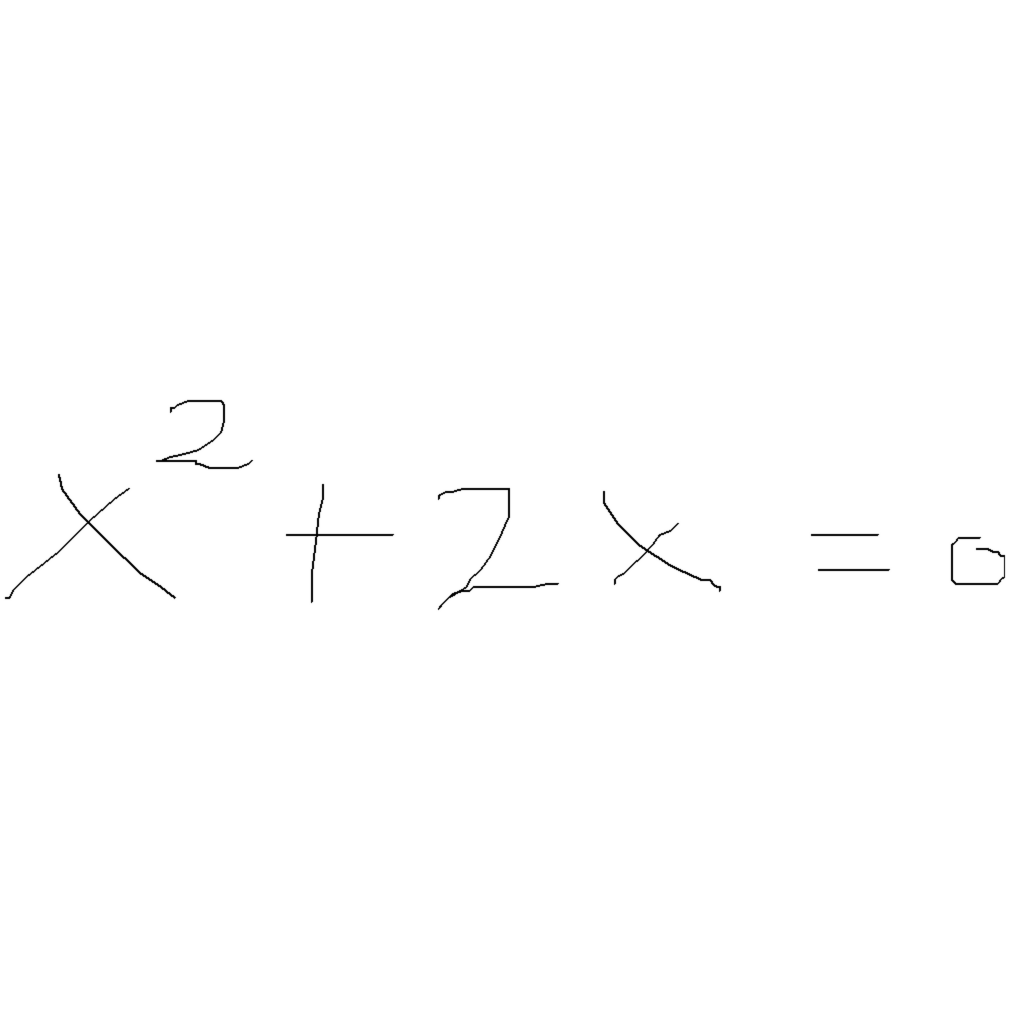 x² + 2x = 0